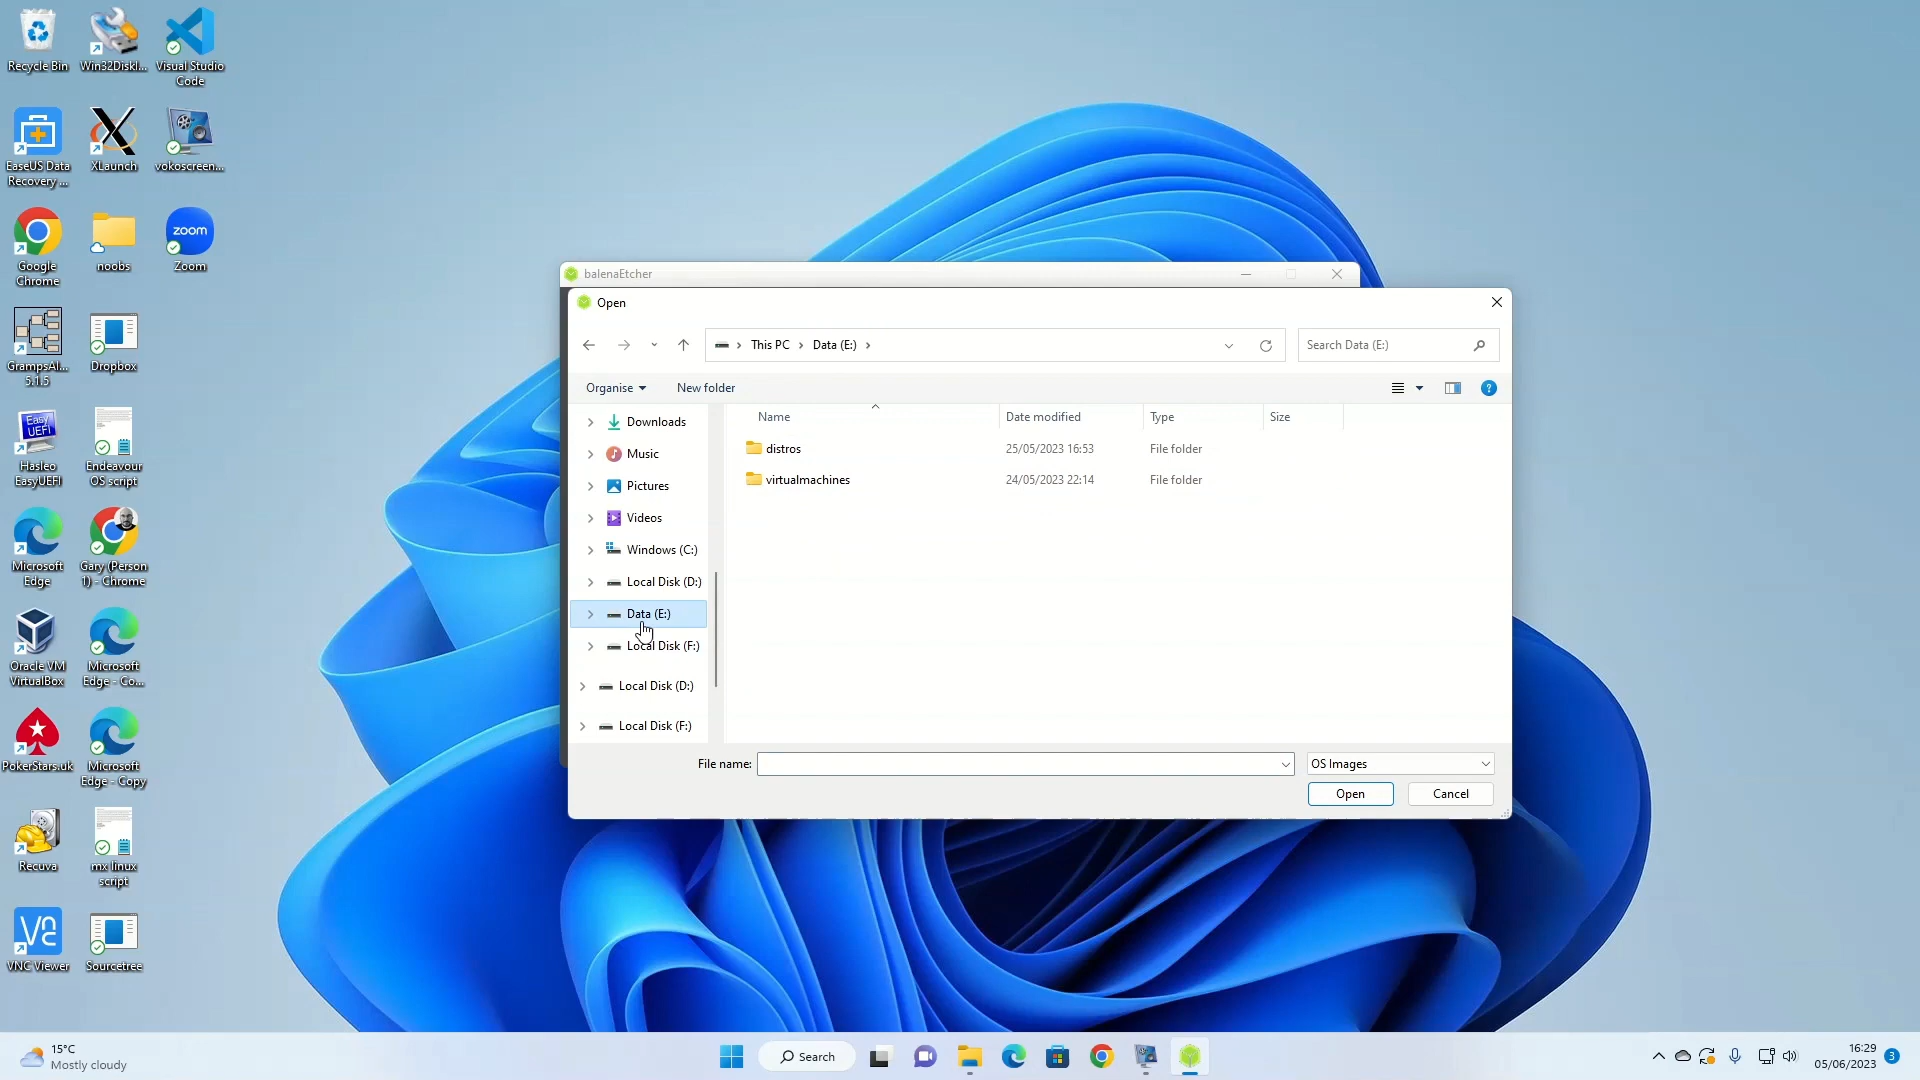 Recycle Bin
Win32DiskI...
Visual Studio
Code
EaseUS Data
Recovery ...
XLaunch
vokoscreen...
Google
Chrome
noobs
zoom
Zoom
GrampsAI...
5.1.5
Dropbox
Easy
UEFI
Hasleo
EasyUEFI
Endeavour
OS script
Microsoft
Edge
Gary (Person
1) - Chrome
Oracle VM
VirtualBox
Microsoft
Edge - Co...
PokerStars.uk
Microsoft
Edge - Copy
Recuva
mx linux
script
VNC Viewer
Sourcetree
balenaEtcher
Open
This PC
Data (E:)
Search Data (E:)
Organise
New folder
Name
Date modified
Type
Size
Downloads
Music
Pictures
Videos
Windows (C:)
Local Disk (D:)
Data (E:)
Local Disk (F:)
Local Disk (D:)
Local Disk (F:)
distros 25/05/2023 16:53 File folder
virtualmachines 24/05/2023 22:14 File folder
File name:
OS Images
Open
Cancel
15°C
Mostly cloudy
Search
16:29
05/06/2023
3